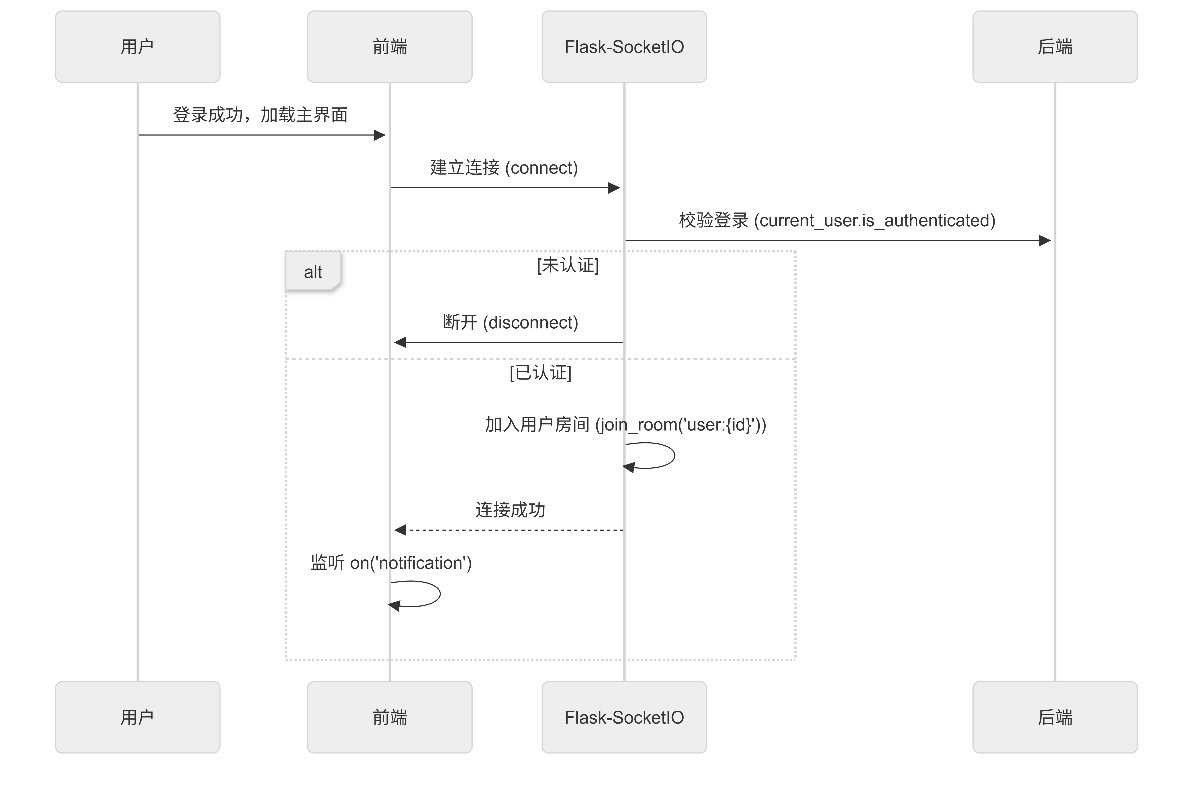 用户
前端
Flask-SocketIO
后端
登录成功，加载主界面
建立连接 (connect)
校验登录 (current_user.is_authenticated)
alt
[未认证]
断开 (disconnect)
[已认证]
加入用户房间 (join_room('user:{id}'))
连接成功
监听 on('notification')
用户
前端
Flask-SocketIO
后端